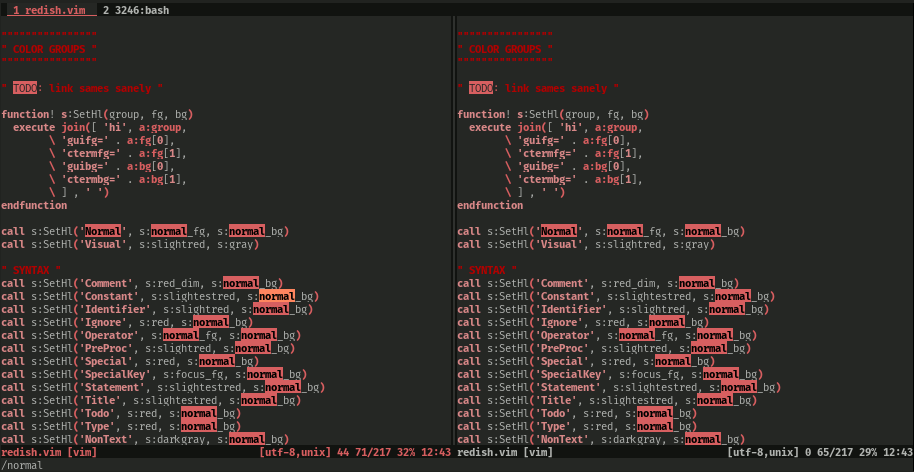 1 redish.vim  2 3246:bash
""""""""""""""""
" COLOR GROUPS "
""""""""""""""""
" TODO: link sames sanely "
function! s:SetHl(group, fg, bg)
  execute join([ 'hi', a:group,
        \ 'guifg=' . a:fg[0],
        \ 'ctermfg=' . a:fg[1],
        \ 'guibg=' . a:bg[0],
        \ 'ctermbg=' . a:bg[1],
        \ ] , ' ')
endfunction
call s:SetHl('Normal', s:normal_fg, s:normal_bg)
call s:SetHl('Visual', s:slightred, s:gray)
" SYNTAX "
call s:SetHl('Comment', s:red_dim, s:normal_bg)
call s:SetHl('Constant', s:slightestred, s:normal_bg)
call s:SetHl('Identifier', s:slightred, s:normal_bg)
call s:SetHl('Ignore', s:red, s:normal_bg)
call s:SetHl('Operator', s:normal_fg, s:normal_bg)
call s:SetHl('PreProc', s:slightred, s:normal_bg)
call s:SetHl('Special', s:red, s:normal_bg)
call s:SetHl('SpecialKey', s:focus_fg, s:normal_bg)
call s:SetHl('Statement', s:slightestred, s:normal_bg)
call s:SetHl('Title', s:slightestred, s:normal_bg)
call s:SetHl('Todo', s:red, s:normal_bg)
call s:SetHl('Type', s:red, s:normal_bg)
call s:SetHl('NonText', s:darkgray, s:normal_bg)
redish.vim [vim] [utf-8,unix] 44 71/217 32% 12:43
""""""""""""""""
" COLOR GROUPS "
""""""""""""""""
" TODO: link sames sanely "
function! s:SetHl(group, fg, bg)
  execute join([ 'hi', a:group,
        \ 'guifg=' . a:fg[0],
        \ 'ctermfg=' . a:fg[1],
        \ 'guibg=' . a:bg[0],
        \ 'ctermbg=' . a:bg[1],
        \ ] , ' ')
endfunction
call s:SetHl('Normal', s:normal_fg, s:normal_bg)
call s:SetHl('Visual', s:slightred, s:gray)
" SYNTAX "
call s:SetHl('Comment', s:red_dim, s:normal_bg)
call s:SetHl('Constant', s:slightestred, s:normal_bg)
call s:SetHl('Identifier', s:slightred, s:normal_bg)
call s:SetHl('Ignore', s:red, s:normal_bg)
call s:SetHl('Operator', s:normal_fg, s:normal_bg)
call s:SetHl('PreProc', s:slightred, s:normal_bg)
call s:SetHl('Special', s:red, s:normal_bg)
call s:SetHl('SpecialKey', s:focus_fg, s:normal_bg)
call s:SetHl('Statement', s:slightestred, s:normal_bg)
call s:SetHl('Title', s:slightestred, s:normal_bg)
call s:SetHl('Todo', s:red, s:normal_bg)
call s:SetHl('Type', s:red, s:normal_bg)
call s:SetHl('NonText', s:darkgray, s:normal_bg)
redish.vim [vim] [utf-8,unix] 0 65/217 29% 12:43
/normal